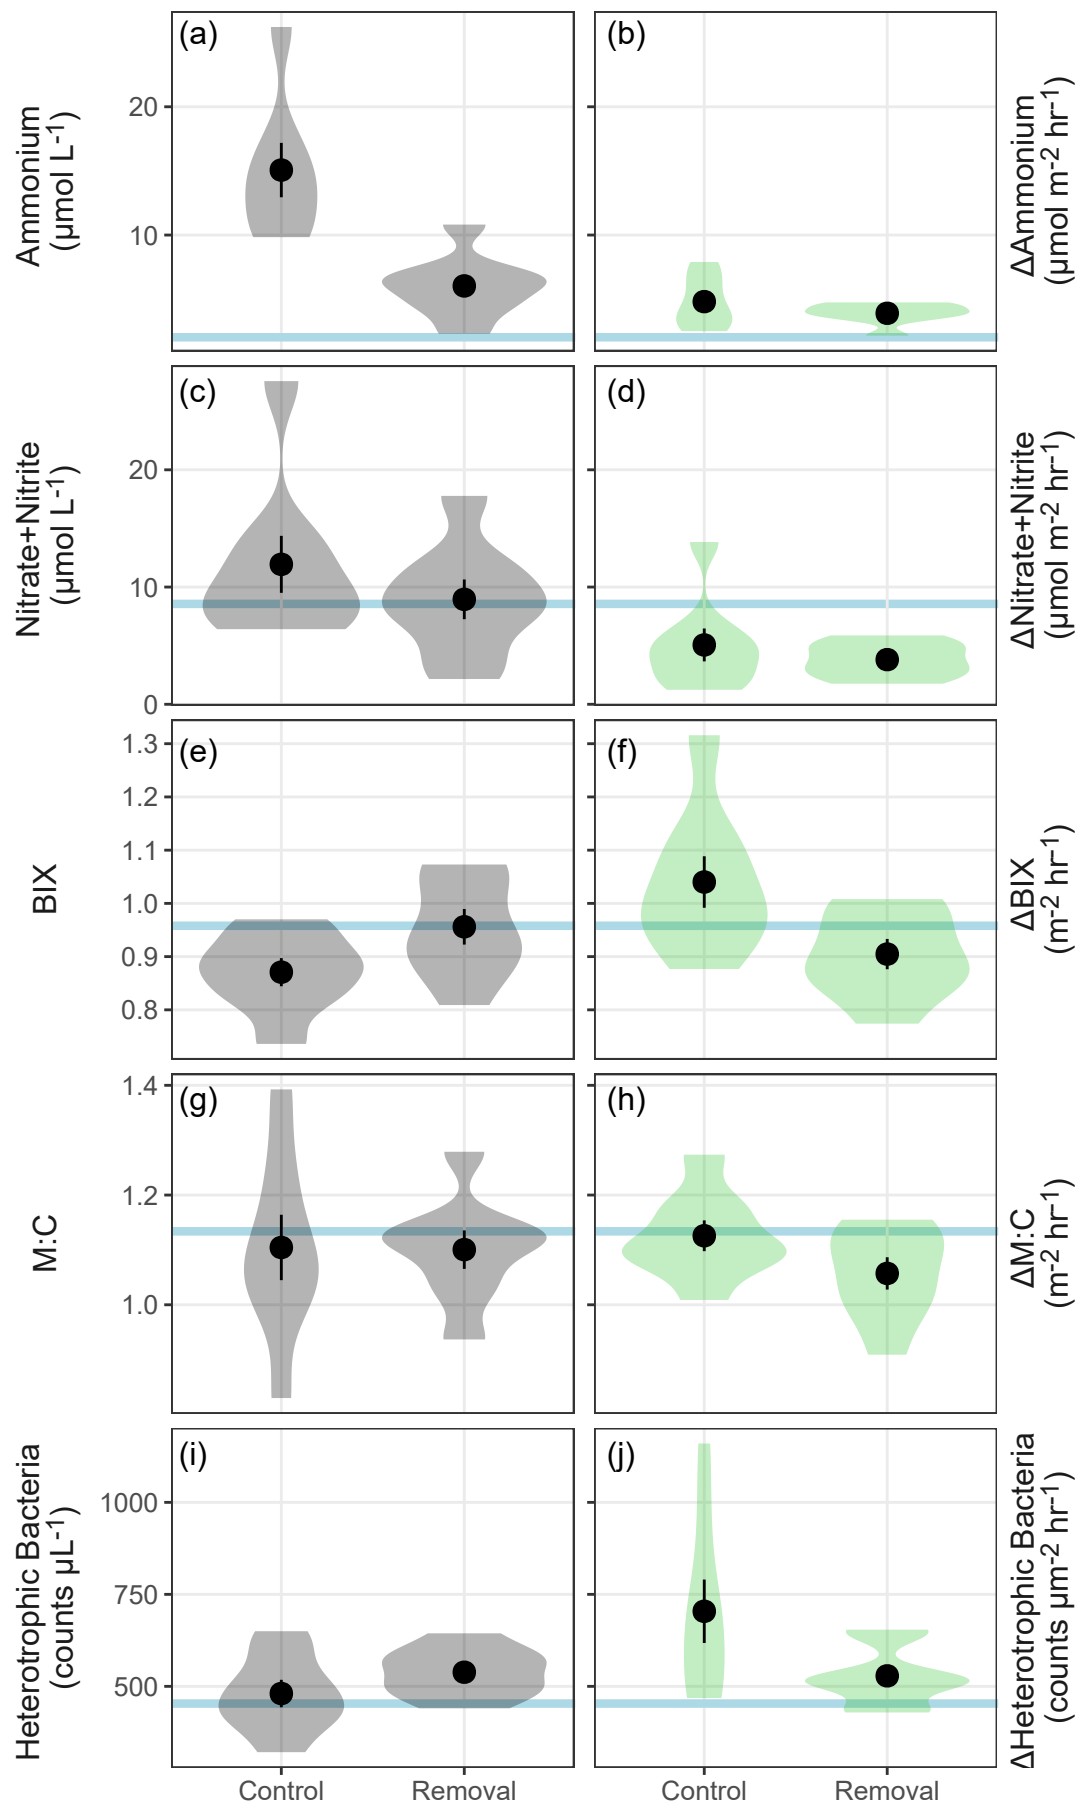 (a)
(b)
Ammonium
(µmol L⁻¹)
20
10
ΔAmmonium
(µmol m⁻² hr⁻¹)
(c)
(d)
Nitrate+Nitrite
(µmol L⁻¹)
20
10
0
ΔNitrate+Nitrite
(µmol m⁻² hr⁻¹)
(e)
(f)
BIX
1.3
1.2
1.1
1.0
0.9
0.8
ΔBIX
(m⁻² hr⁻¹)
(g)
(h)
M:C
1.4
1.2
1.0
ΔM:C
(m⁻² hr⁻¹)
(i)
(j)
Heterotrophic Bacteria
(counts µL⁻¹)
1000
750
500
ΔHeterotrophic Bacteria
(counts µm⁻² hr⁻¹)
Control
Removal
Control
Removal